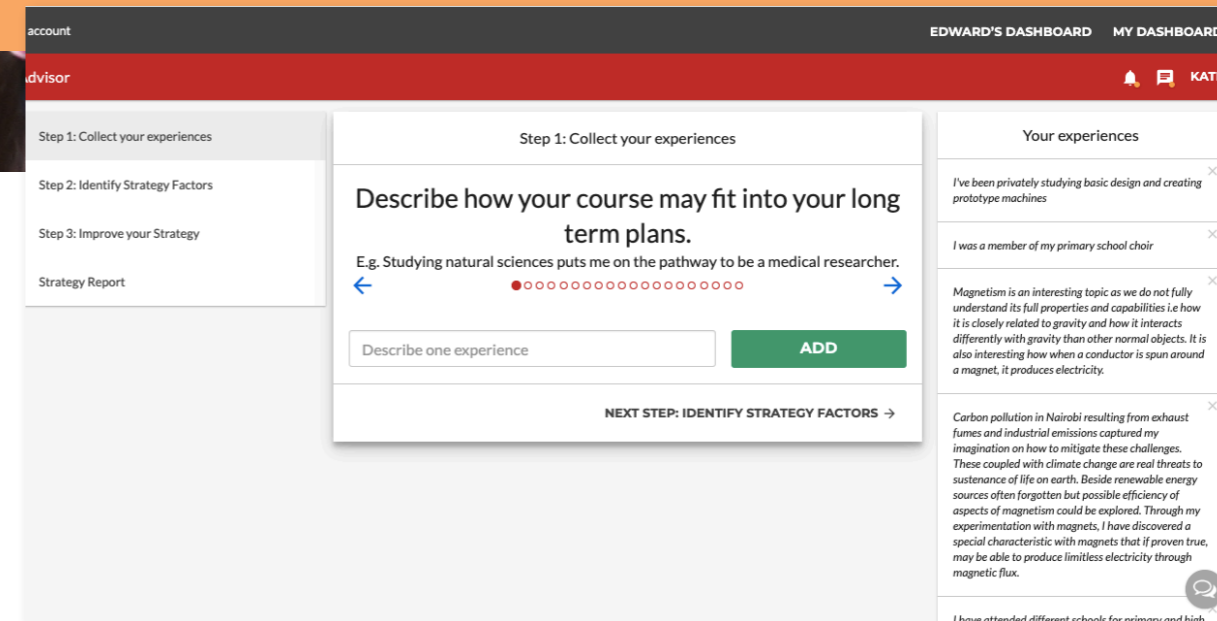 account
EDWARD'S DASHBOARD MY DASHBOARD
Advisor
KATI
Step 1: Collect your experiences
Step 2: Identify Strategy Factors
Step 3: Improve your Strategy
Strategy Report
Step 1: Collect your experiences
Describe how your course may fit into your long
term plans.
E.g. Studying natural sciences puts me on the pathway to be a medical researcher.
Describe one experience
ADD
NEXT STEP: IDENTIFY STRATEGY FACTORS →
Your experiences
I've been privately studying basic design and creating
prototype machines
I was a member of my primary school choir
Magnetism is an interesting topic as we do not fully
understand its full properties and capabilities i.e how
it is closely related to gravity and how it interacts
differently with gravity than other normal objects. It is
also interesting how when a conductor is spun around
a magnet, it produces electricity.
Carbon pollution in Nairobi resulting from exhaust
fumes and industrial emissions captured my
imagination on how to mitigate these challenges.
These coupled with climate change are real threats to
sustenance of life on earth. Beside renewable energy
sources often forgotten but possible efficiency of
aspects of magnetism could be explored. Through my
experimentation with magnets, I have discovered a
special characteristic with magnets that if proven true,
may be able to produce limitless electricity through
magnetic flux.
I have attended different schools for primary and high